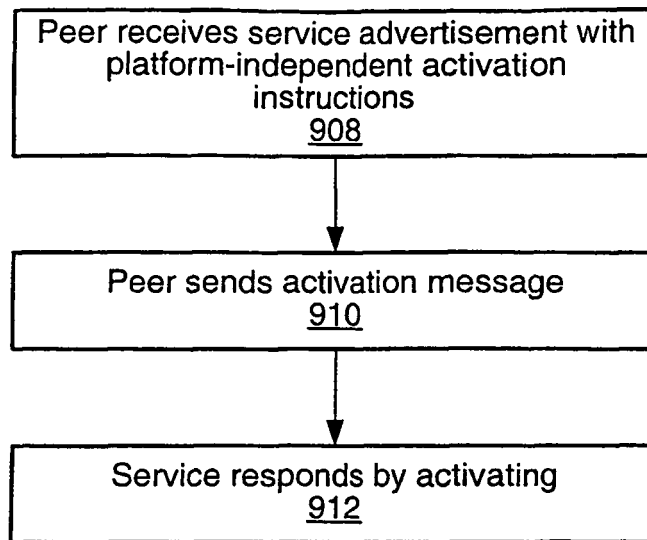 Peer receives service advertisement with
platform-independent activation
instructions
908
Peer sends activation message
910
Service responds by activating
912